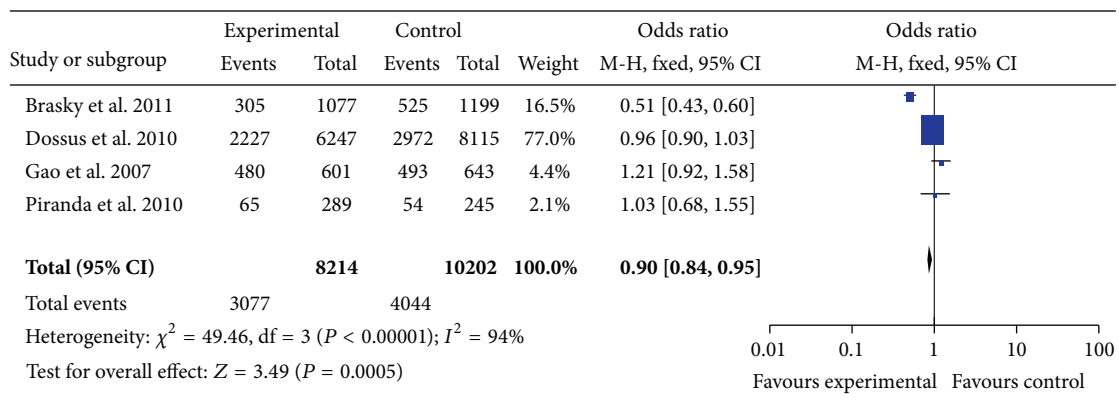 Experimental Control Odds ratio Odds ratio
Study or subgroup Events Total Events Total Weight M-H, fxed, 95% CI M-H, fxed, 95% CI
Brasky et al. 2011 305 1077 525 1199 16.5% 0.51 [0.43, 0.60]
Dossus et al. 2010 2227 6247 2972 8115 77.0% 0.96 [0.90, 1.03]
Gao et al. 2007 480 601 493 643 4.4% 1.21 [0.92, 1.58]
Piranda et al. 2010 65 289 54 245 2.1% 1.03 [0.68, 1.55]
Total (95% CI) 8214 10202 100.0% 0.90 [0.84, 0.95]
Total events 3077 4044
Heterogeneity: χ² = 49.46, df = 3 (P < 0.00001); I² = 94%
Test for overall effect: Z = 3.49 (P = 0.0005)
0.01 0.1 1 10 100
Favours experimental Favours control